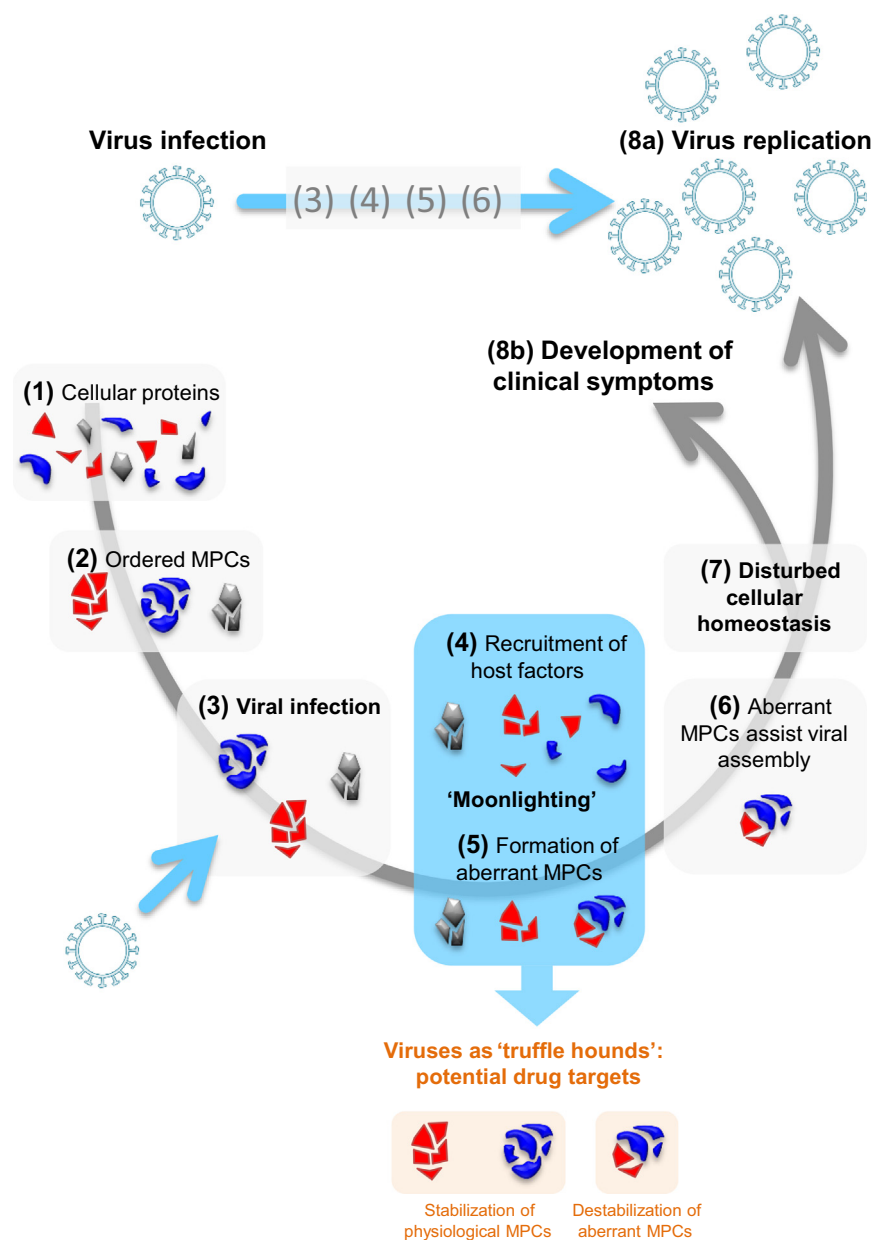 Virus infection
(8a) Virus replication
(3) (4) (5) (6)
(8b) Development of
clinical symptoms
(1) Cellular proteins
(2) Ordered MPCs
(3) Viral infection
(4) Recruitment of
host factors
'Moonlighting'
(5) Formation of
aberrant MPCs
(7) Disturbed
cellular
homeostasis
(6) Aberrant
MPCs assist viral
assembly
Viruses as 'truffle hounds':
potential drug targets
Stabilization of
physiological MPCs
Destabilization of
aberrant MPCs